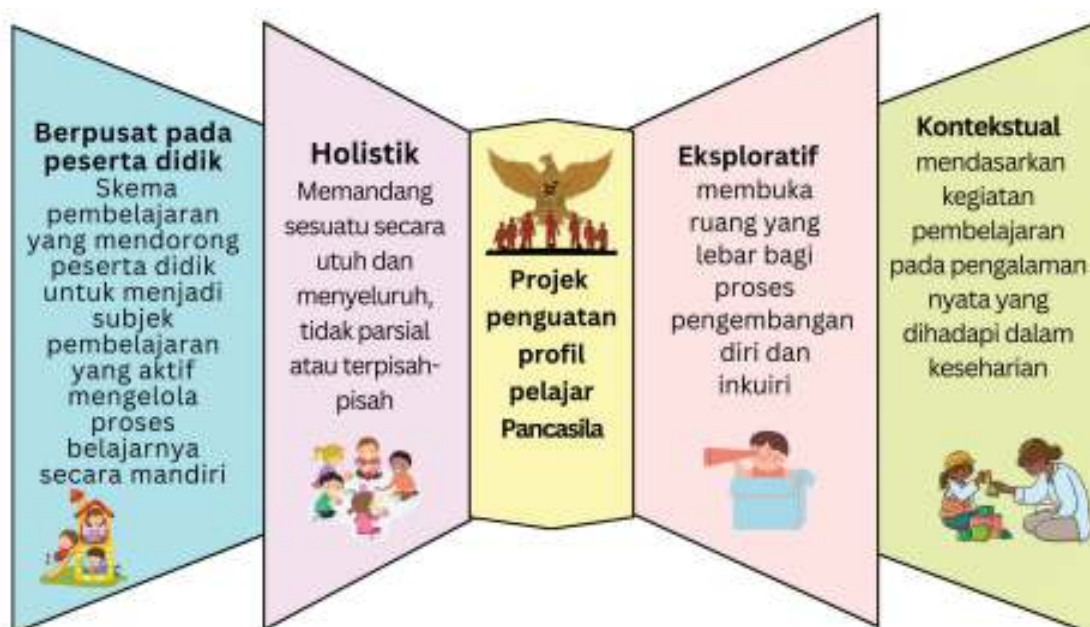 Berpusat pada
peserta didik
Skema
pembelajaran
yang mendorong
peserta didik
untuk menjadi
subjek
pembelajaran
yang aktif
mengelola
proses
belajarnya
secara mandiri
Holistik
Memandang
sesuatu secara
utuh dan
menyeluruh,
tidak parsial
atau terpisah-
pisah
Projek
penguatan
profil
pelajar
Pancasila
Eksploratif
membuka
ruang yang
lebar bagi
proses
pengembangan
diri dan
inkuiri
Kontekstual
mendasarkan
kegiatan
pembelajaran
pada pengalaman
nyata yang
dihadapi dalam
keseharian